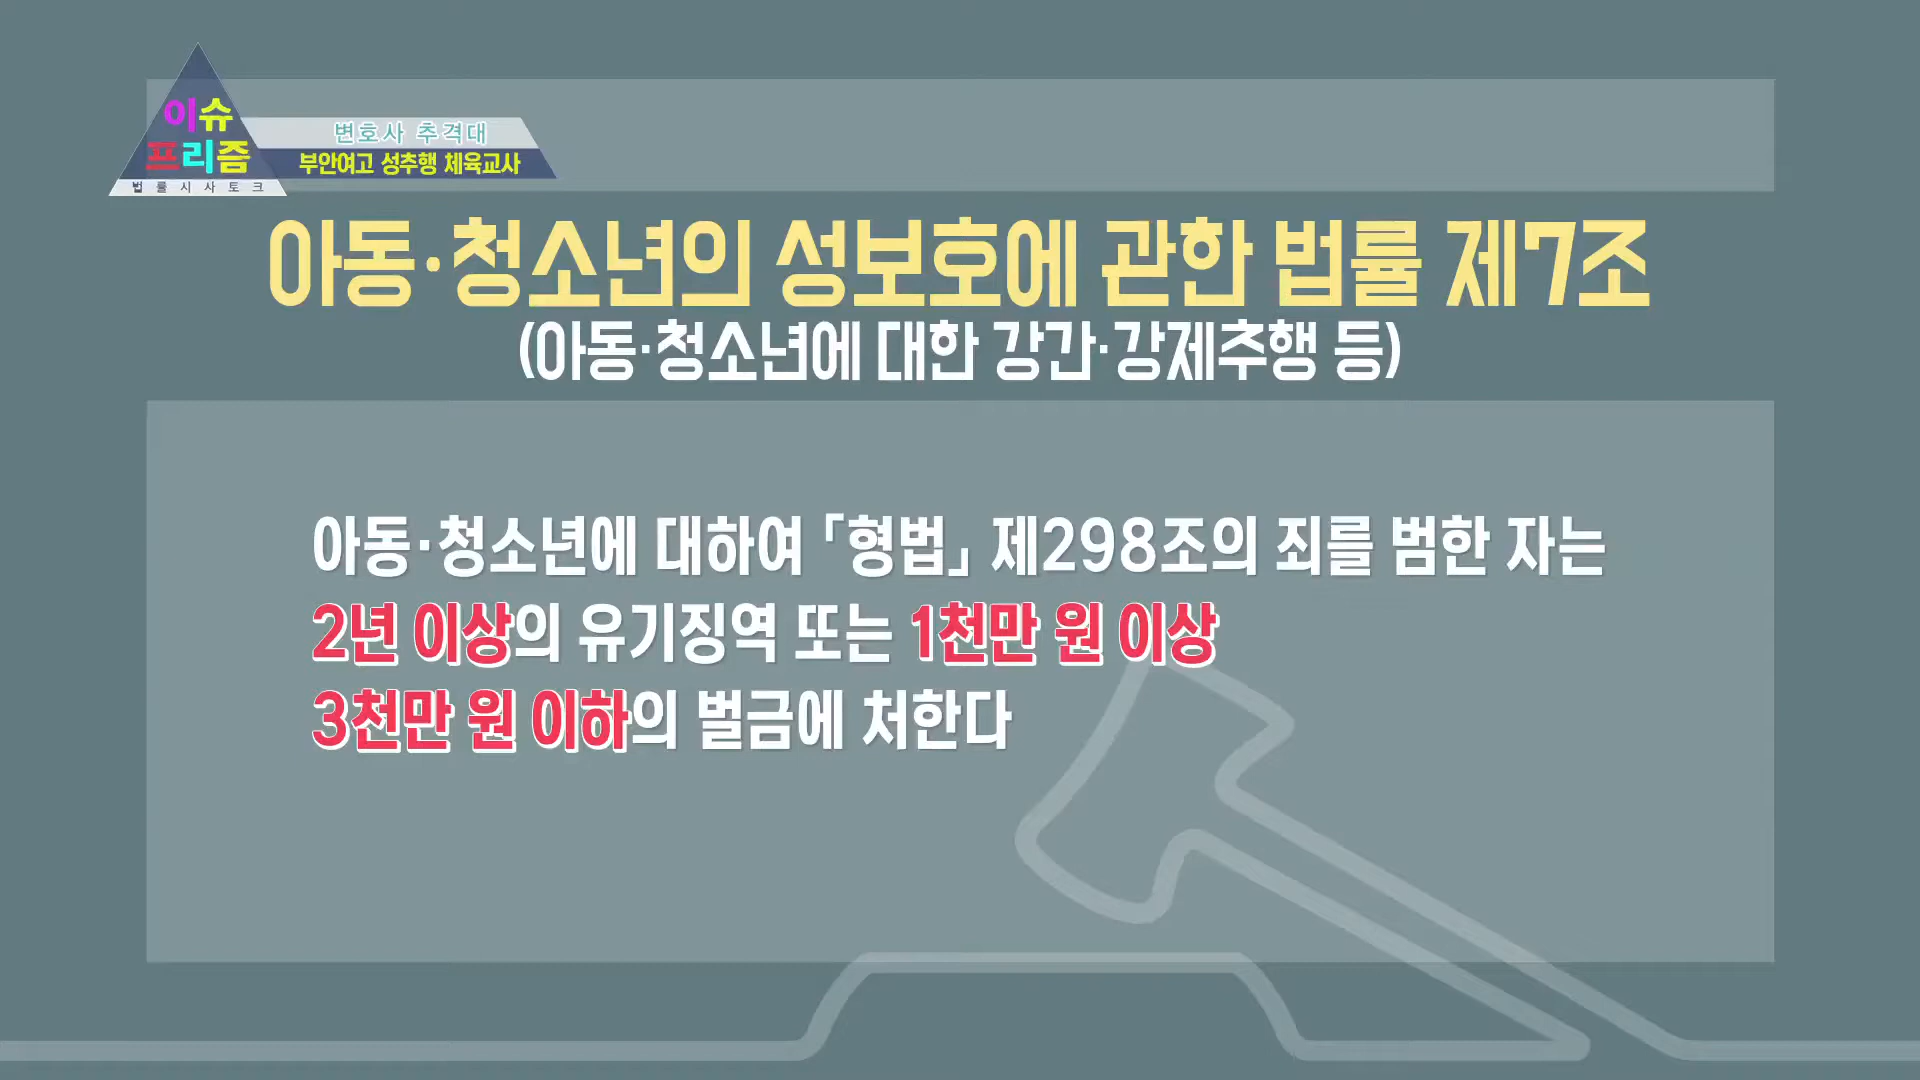 이슈
프리즘
법률시사토크
변호사 추격대
부안여고 성추행 체육교사
아동·청소년의 성보호에 관한 법률 제7조
(아동·청소년에 대한 강간·강제추행 등)
아동·청소년에 대하여 「형법」 제298조의 죄를 범한 자는
2년 이상의 유기징역 또는 1천만 원 이상
3천만 원 이하의 벌금에 처한다